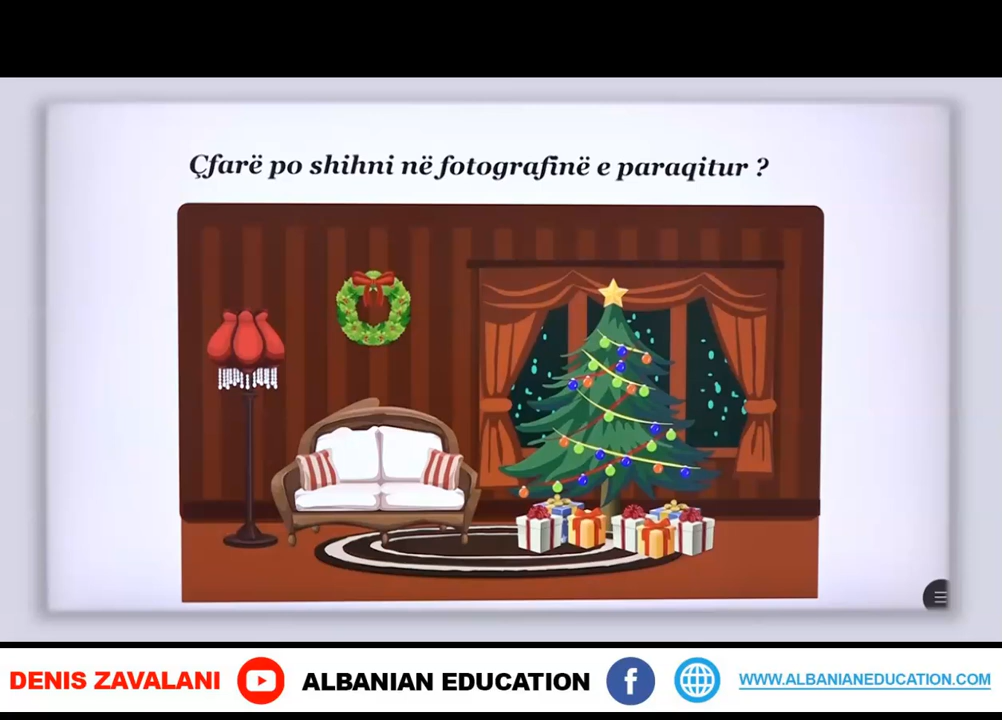 Çfarë po shihni në fotografinë e paraqitur ?
DENIS ZAVALANI ALBANIAN EDUCATION WWW.ALBANIANEDUCATION.COM